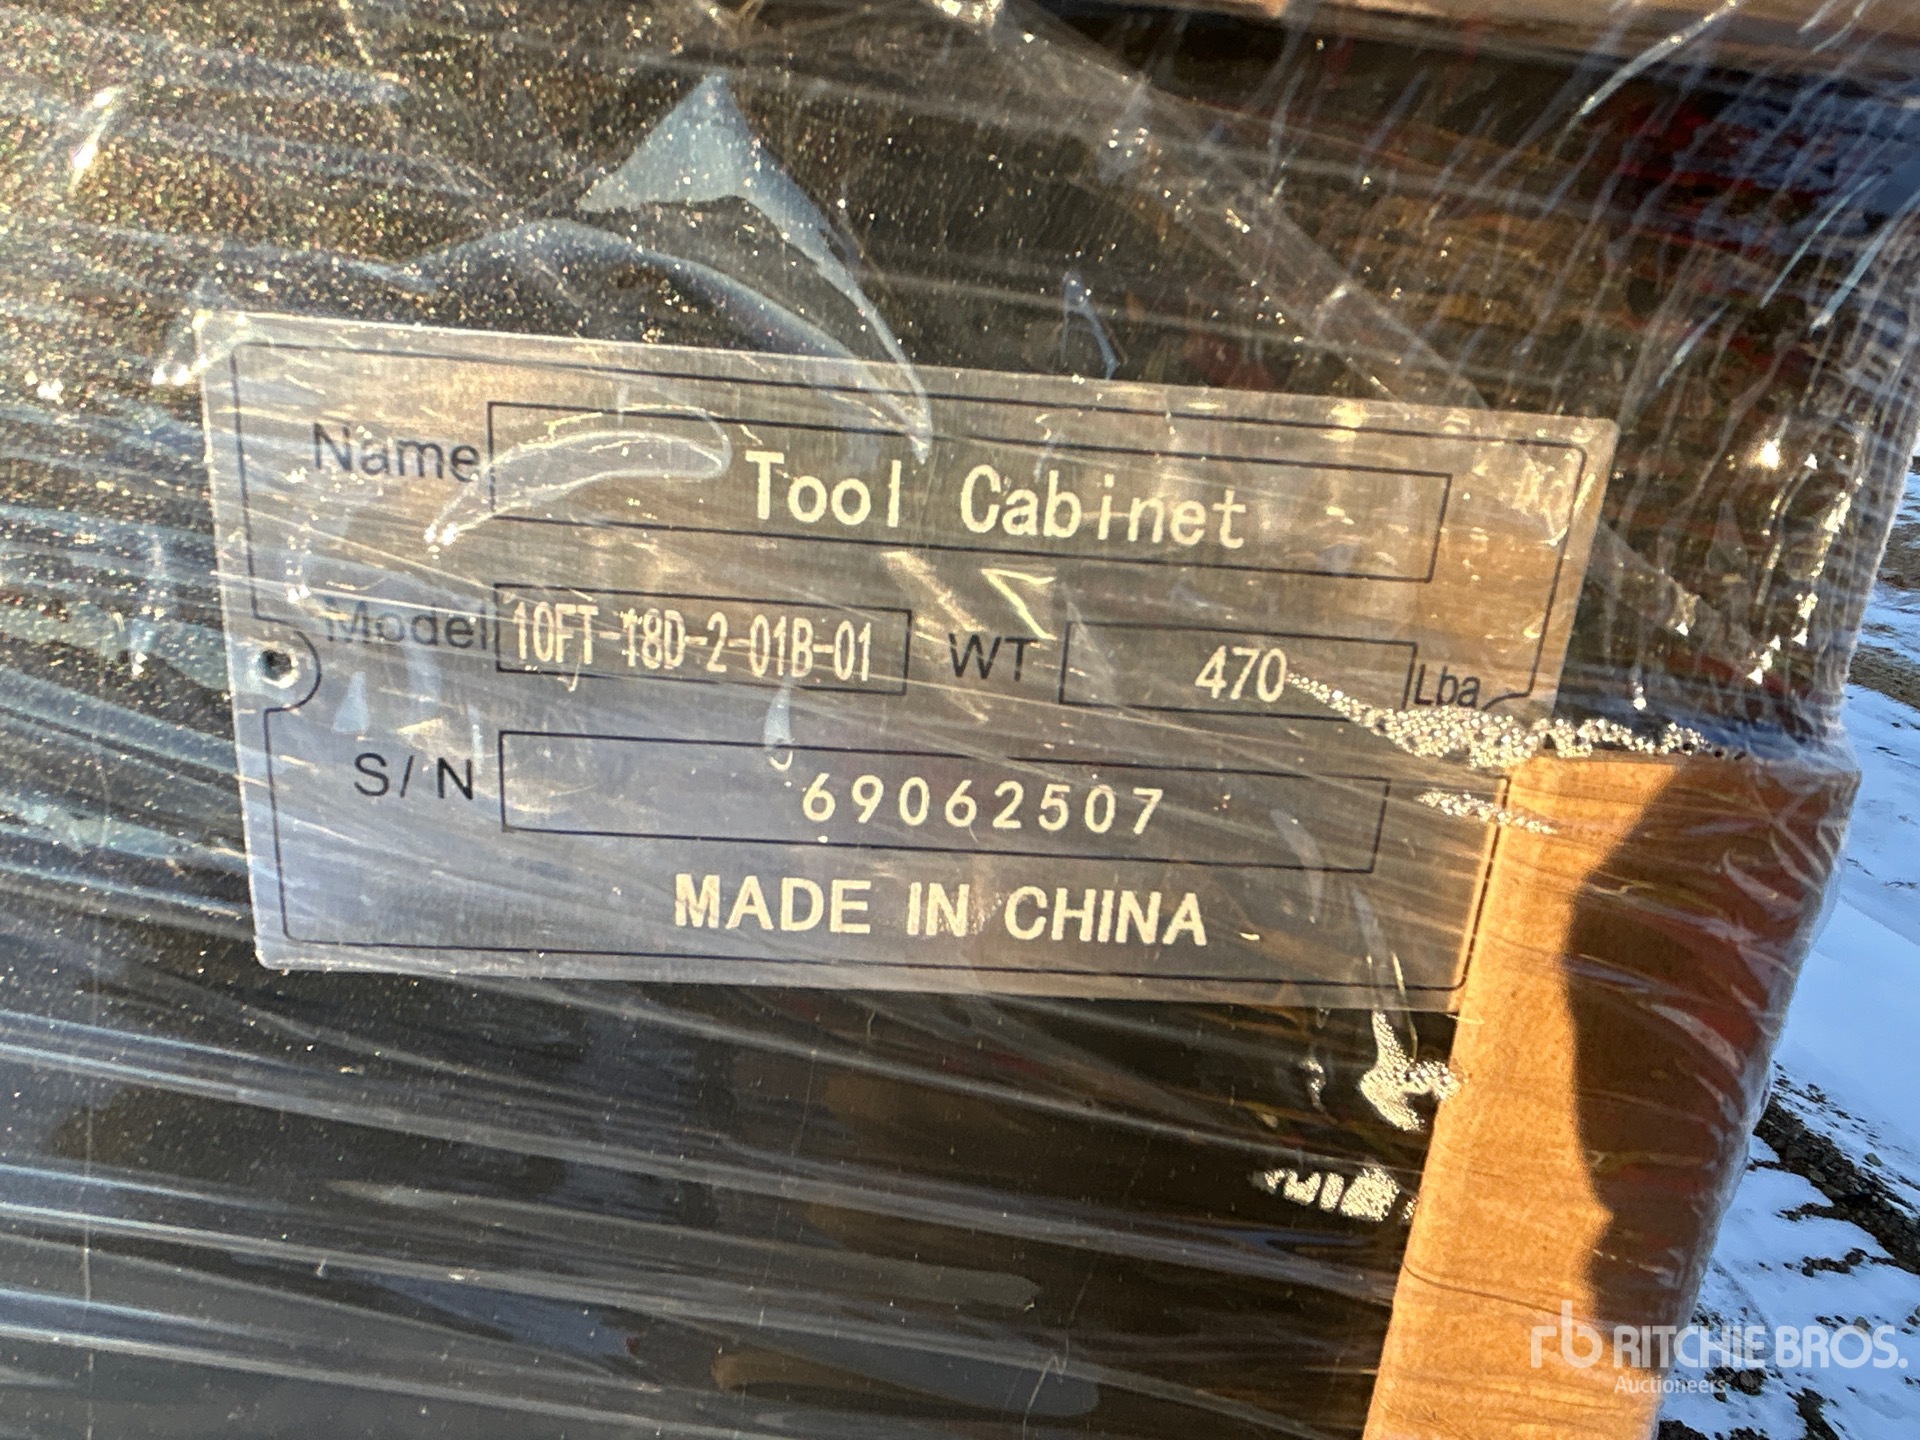 Name Tool Cabinet
Model 10FT-18D-2-01B-01 WT 470 Lba
S/N 69062507
MADE IN CHINA
rb RITCHIE BROS.
Auctioneers